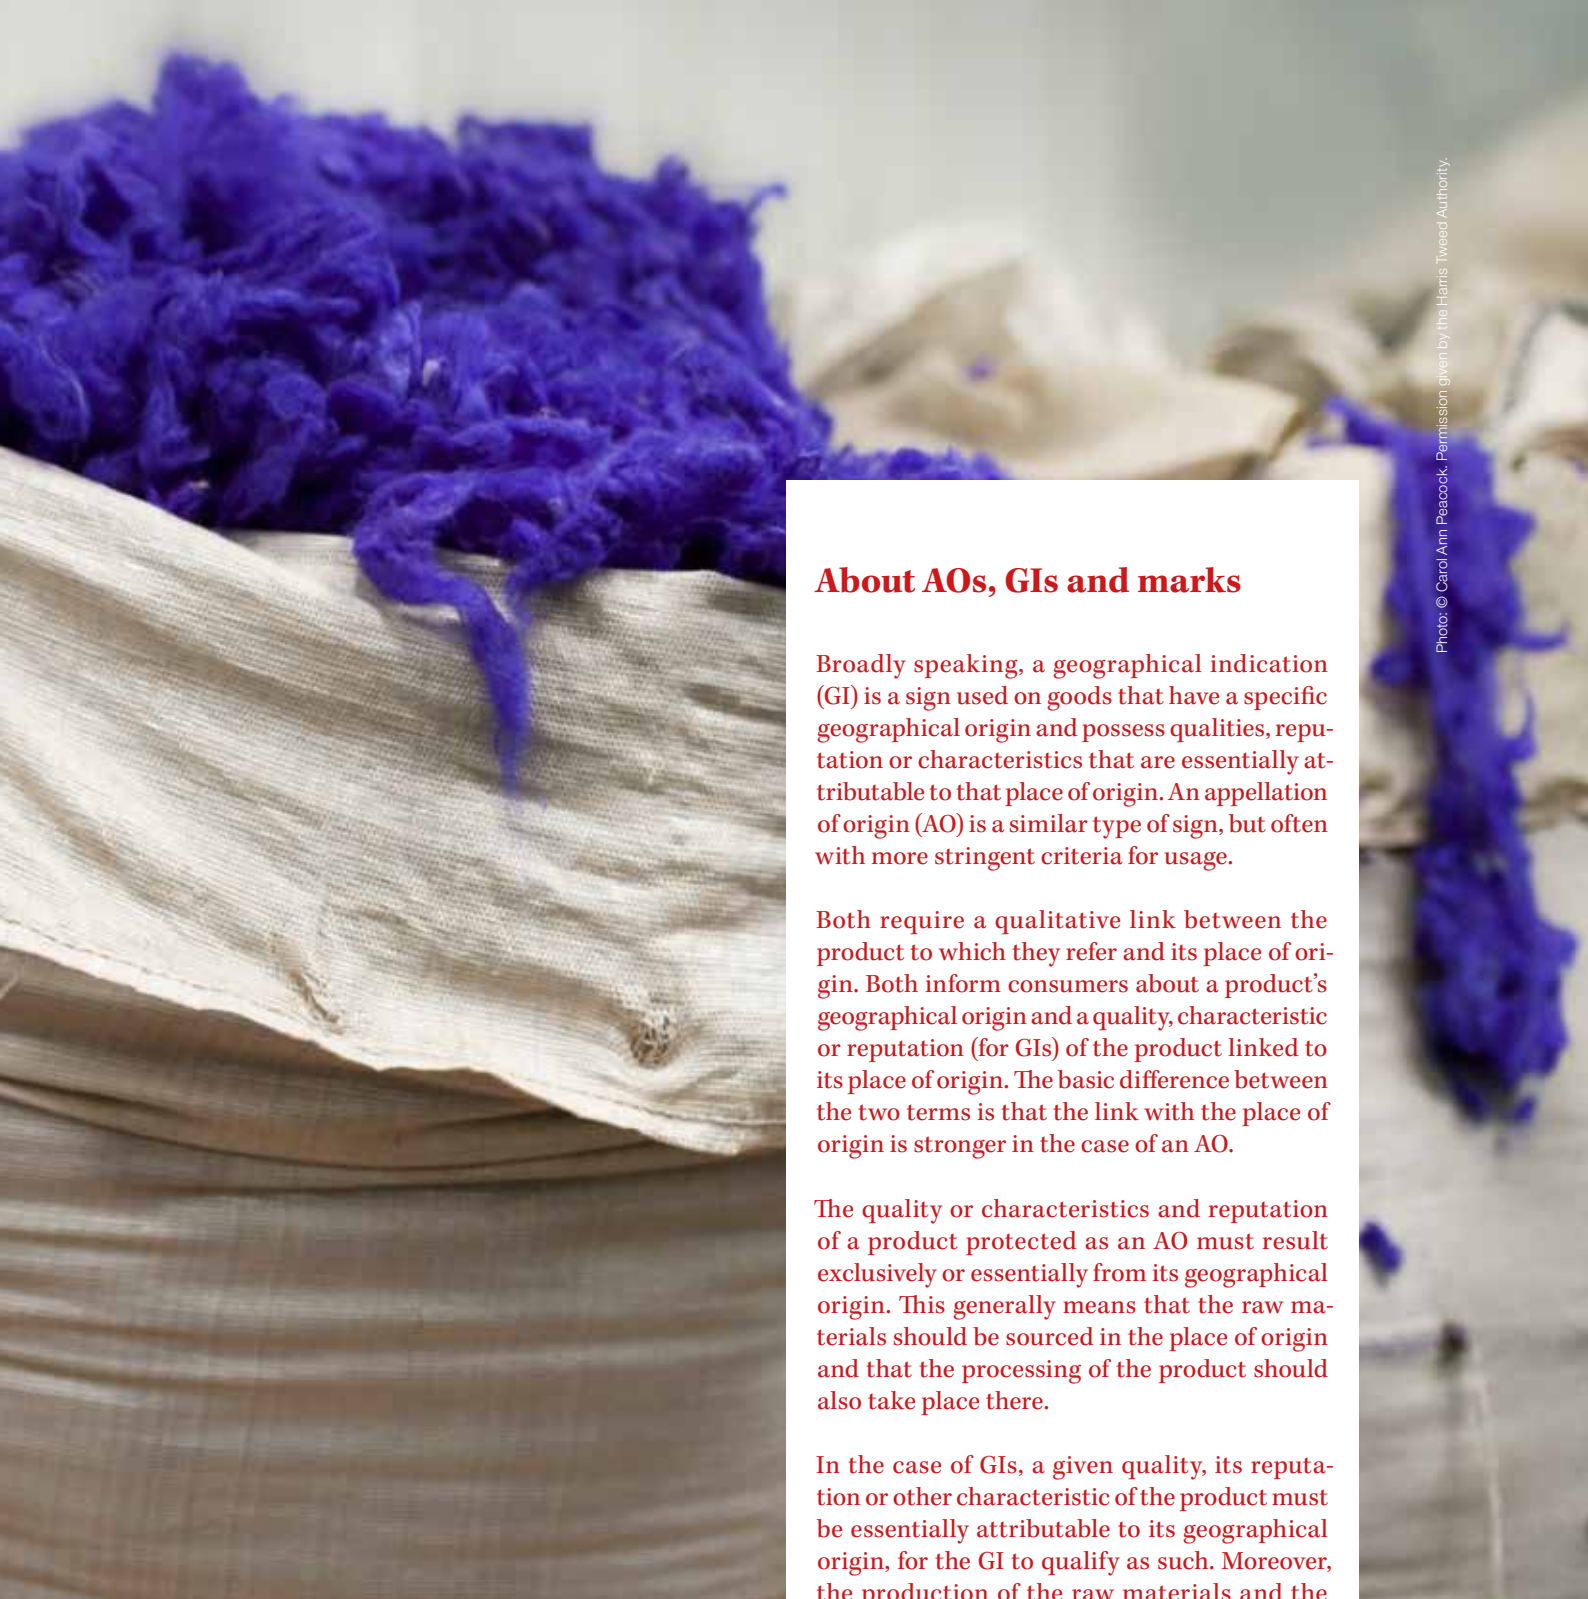 Photo: © Carol Ann Peacock. Permission given by the Harris Tweed Authority.
About AOs, GIs and marks
Broadly speaking, a geographical indication
(GI) is a sign used on goods that have a specific
geographical origin and possess qualities, repu-
tation or characteristics that are essentially at-
tributable to that place of origin. An appellation
of origin (AO) is a similar type of sign, but often
with more stringent criteria for usage.
Both require a qualitative link between the
product to which they refer and its place of ori-
gin. Both inform consumers about a product’s
geographical origin and a quality, characteristic
or reputation (for GIs) of the product linked to
its place of origin. The basic difference between
the two terms is that the link with the place of
origin is stronger in the case of an AO.
The quality or characteristics and reputation
of a product protected as an AO must result
exclusively or essentially from its geographical
origin. This generally means that the raw ma-
terials should be sourced in the place of origin
and that the processing of the product should
also take place there.
In the case of GIs, a given quality, its reputa-
tion or other characteristic of the product must
be essentially attributable to its geographical
origin, for the GI to qualify as such. Moreover,
the production of the raw materials and the